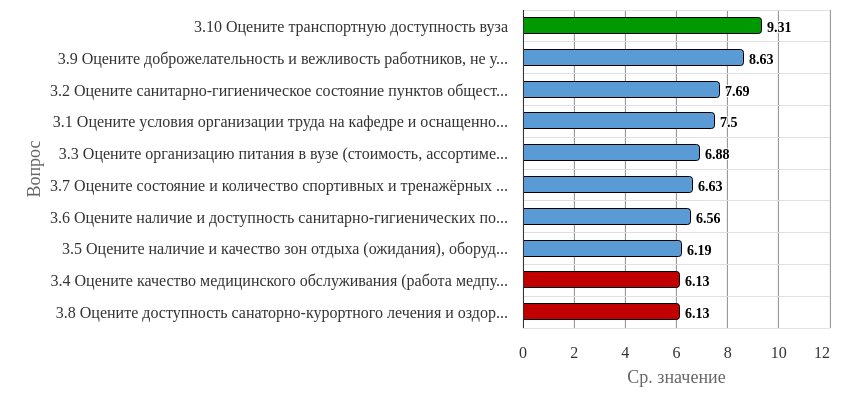 3.10 Оцените транспортную доступность вуза 9.31
3.9 Оцените доброжелательность и вежливость работников, не у... 8.63
3.2 Оцените санитарно-гигиеническое состояние пунктов общест... 7.69
3.1 Оцените условия организации труда на кафедре и оснащенно... 7.5
3.3 Оцените организацию питания в вузе (стоимость, ассортиме... 6.88
3.7 Оцените состояние и количество спортивных и тренажёрных ... 6.63
3.6 Оцените наличие и доступность санитарно-гигиенических по... 6.56
3.5 Оцените наличие и качество зон отдыха (ожидания), оборуд... 6.19
3.4 Оцените качество медицинского обслуживания (работа медпу... 6.13
3.8 Оцените доступность санаторно-курортного лечения и оздор... 6.13
Вопрос
0 2 4 6 8 10 12
Ср. значение